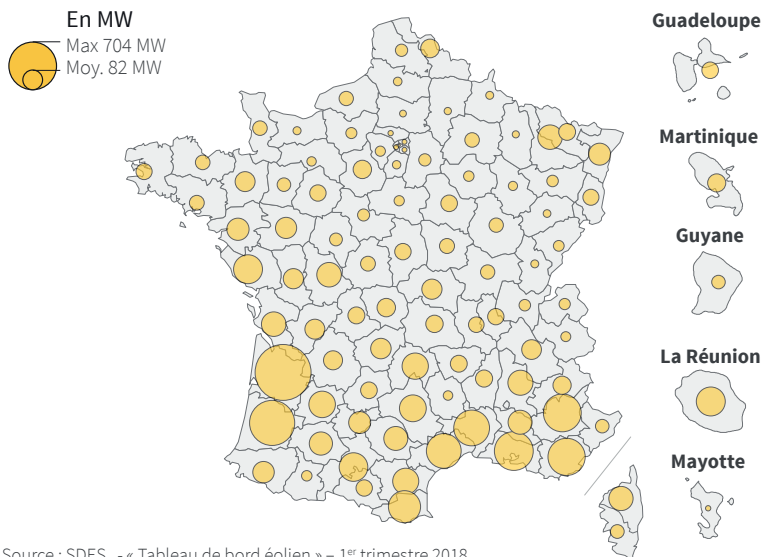 En MW
Max 704 MW
Moy. 82 MW
Guadeloupe
Martinique
Guyane
La Réunion
Mayotte
Source : SDES - « Tableau de bord éolien » – 1er trimestre 2018